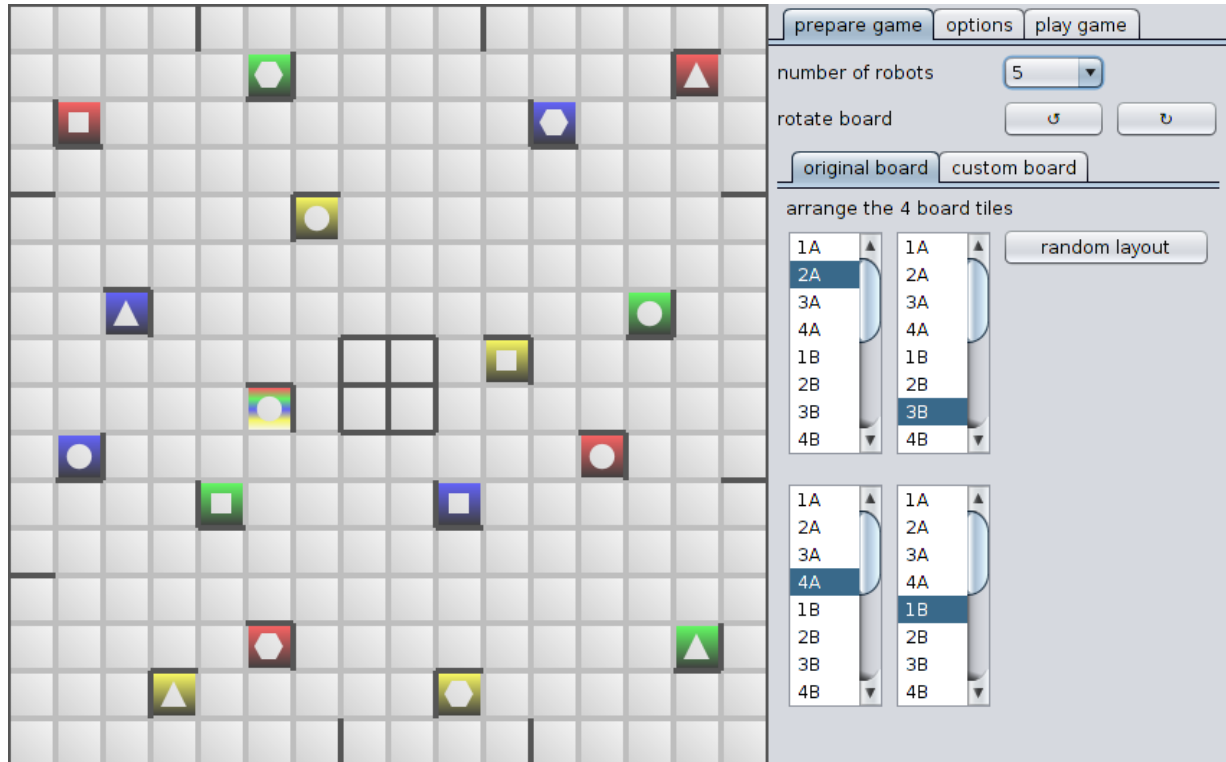 prepare game options play game
number of robots 5
rotate board ↺ ↻
original board custom board
arrange the 4 board tiles
1A 1A random layout
2A 2A
3A 3A
4A 4A
1B 1B
2B 2B
3B 3B
4B 4B
1A 1A
2A 2A
3A 3A
4A 4A
1B 1B
2B 2B
3B 3B
4B 4B